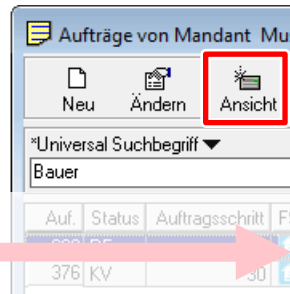 Aufträge von Mandant Mu
Neu Ändern Ansicht
*Universal Suchbegriff
Bauer
Auf. Status Auftragsschritt F
376 KV 30